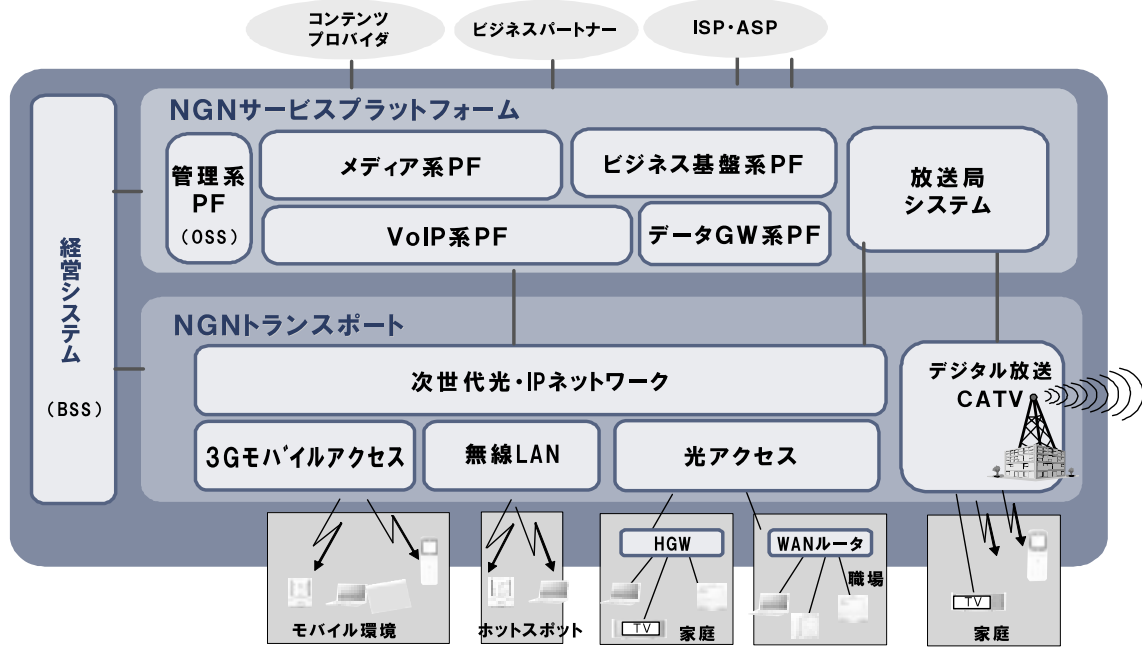 コンテンツ
プロバイダ
ビジネスパートナー
ISP・ASP
NGNサービスプラットフォーム
管理系
PF
(OSS)
メディア系PF
ビジネス基盤系PF
放送局
システム
VoIP系PF
データGW系PF
経営システム
(BSS)
NGNトランスポート
次世代光・IPネットワーク
デジタル放送
CATV
3Gモバイルアクセス
無線LAN
光アクセス
HGW
WANルータ
職場
TV
TV
モバイル環境
ホットスポット
家庭
家庭